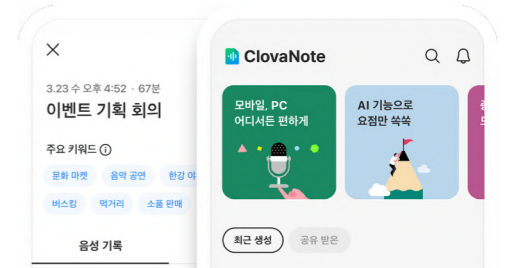 3.23 수 오후 4:52 · 67분
이벤트 기획 회의
주요 키워드
문화 마켓 음악 공연 한강 야
버스킹 먹거리 소품 판매
음성 기록
ClovaNote
모바일, PC
어디서든 편하게
AI 기능으로
요점만 쏙쏙
최근 생성 공유 받은